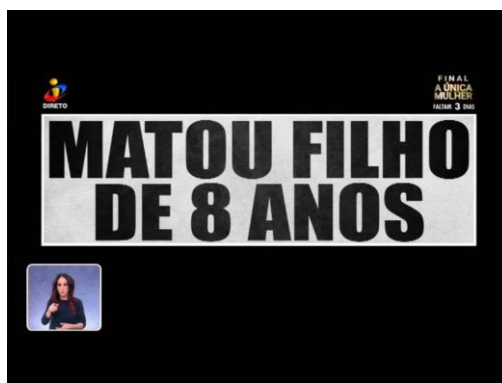 DIRETO
FINAL
A ÚNICA
MULHER
FALTAM 3 DIAS
MATOU FILHO
DE 8 ANOS